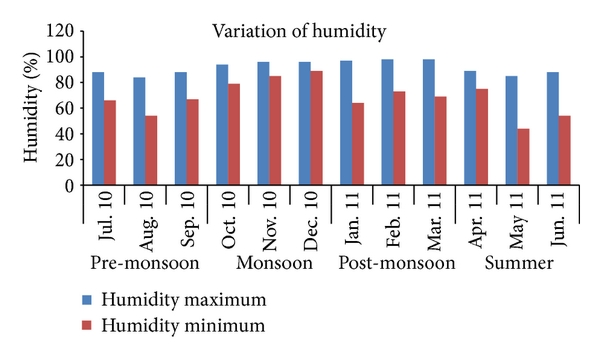 Variation of humidity
Humidity (%)
120
100
80
60
40
20
0
Jul. 10
Aug. 10
Sep. 10
Oct. 10
Nov. 10
Dec. 10
Jan. 11
Feb. 11
Mar. 11
Apr. 11
May 11
Jun. 11
Pre-monsoon Monsoon Post-monsoon Summer
Humidity maximum
Humidity minimum